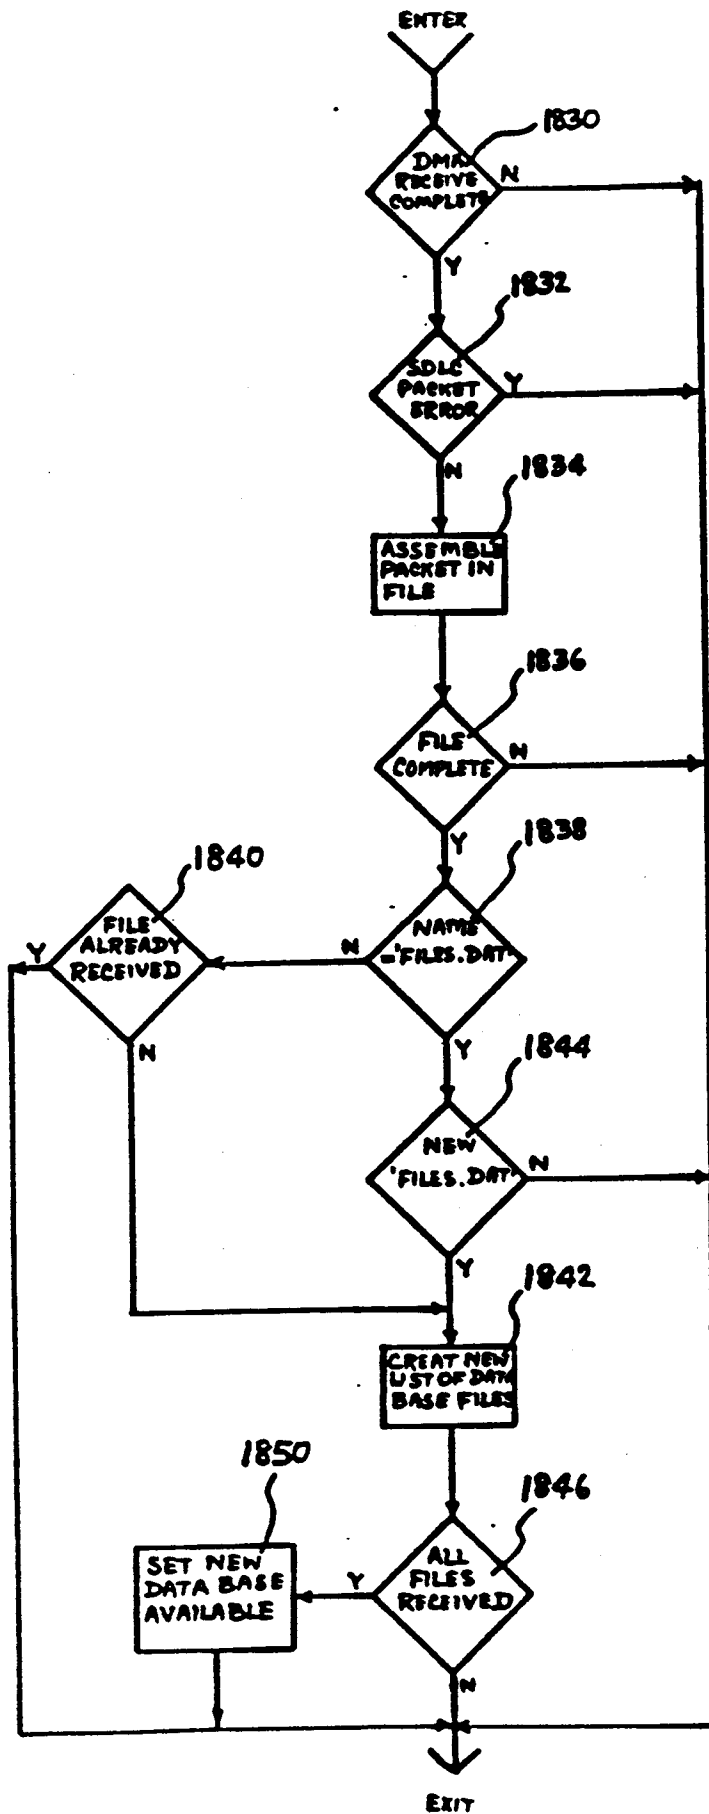 ENTER
1830
DMA
RECEIVE
COMPLETE
N
Y
1832
SDLC
PACKET
ERROR
Y
N
1834
ASSEMBLE
PACKET IN
FILE
1836
FILE
COMPLETE
N
Y
1838
NAME
='FILES.DAT'
N
Y
1840
FILE
ALREADY
RECEIVED
Y
N
1844
NEW
'FILES.DAT'
N
Y
1842
CREAT NEW
LIST OF DATA
BASE FILES
1846
ALL
FILES
RECEIVED
Y
N
1850
SET NEW
DATA BASE
AVAILABLE
EXIT